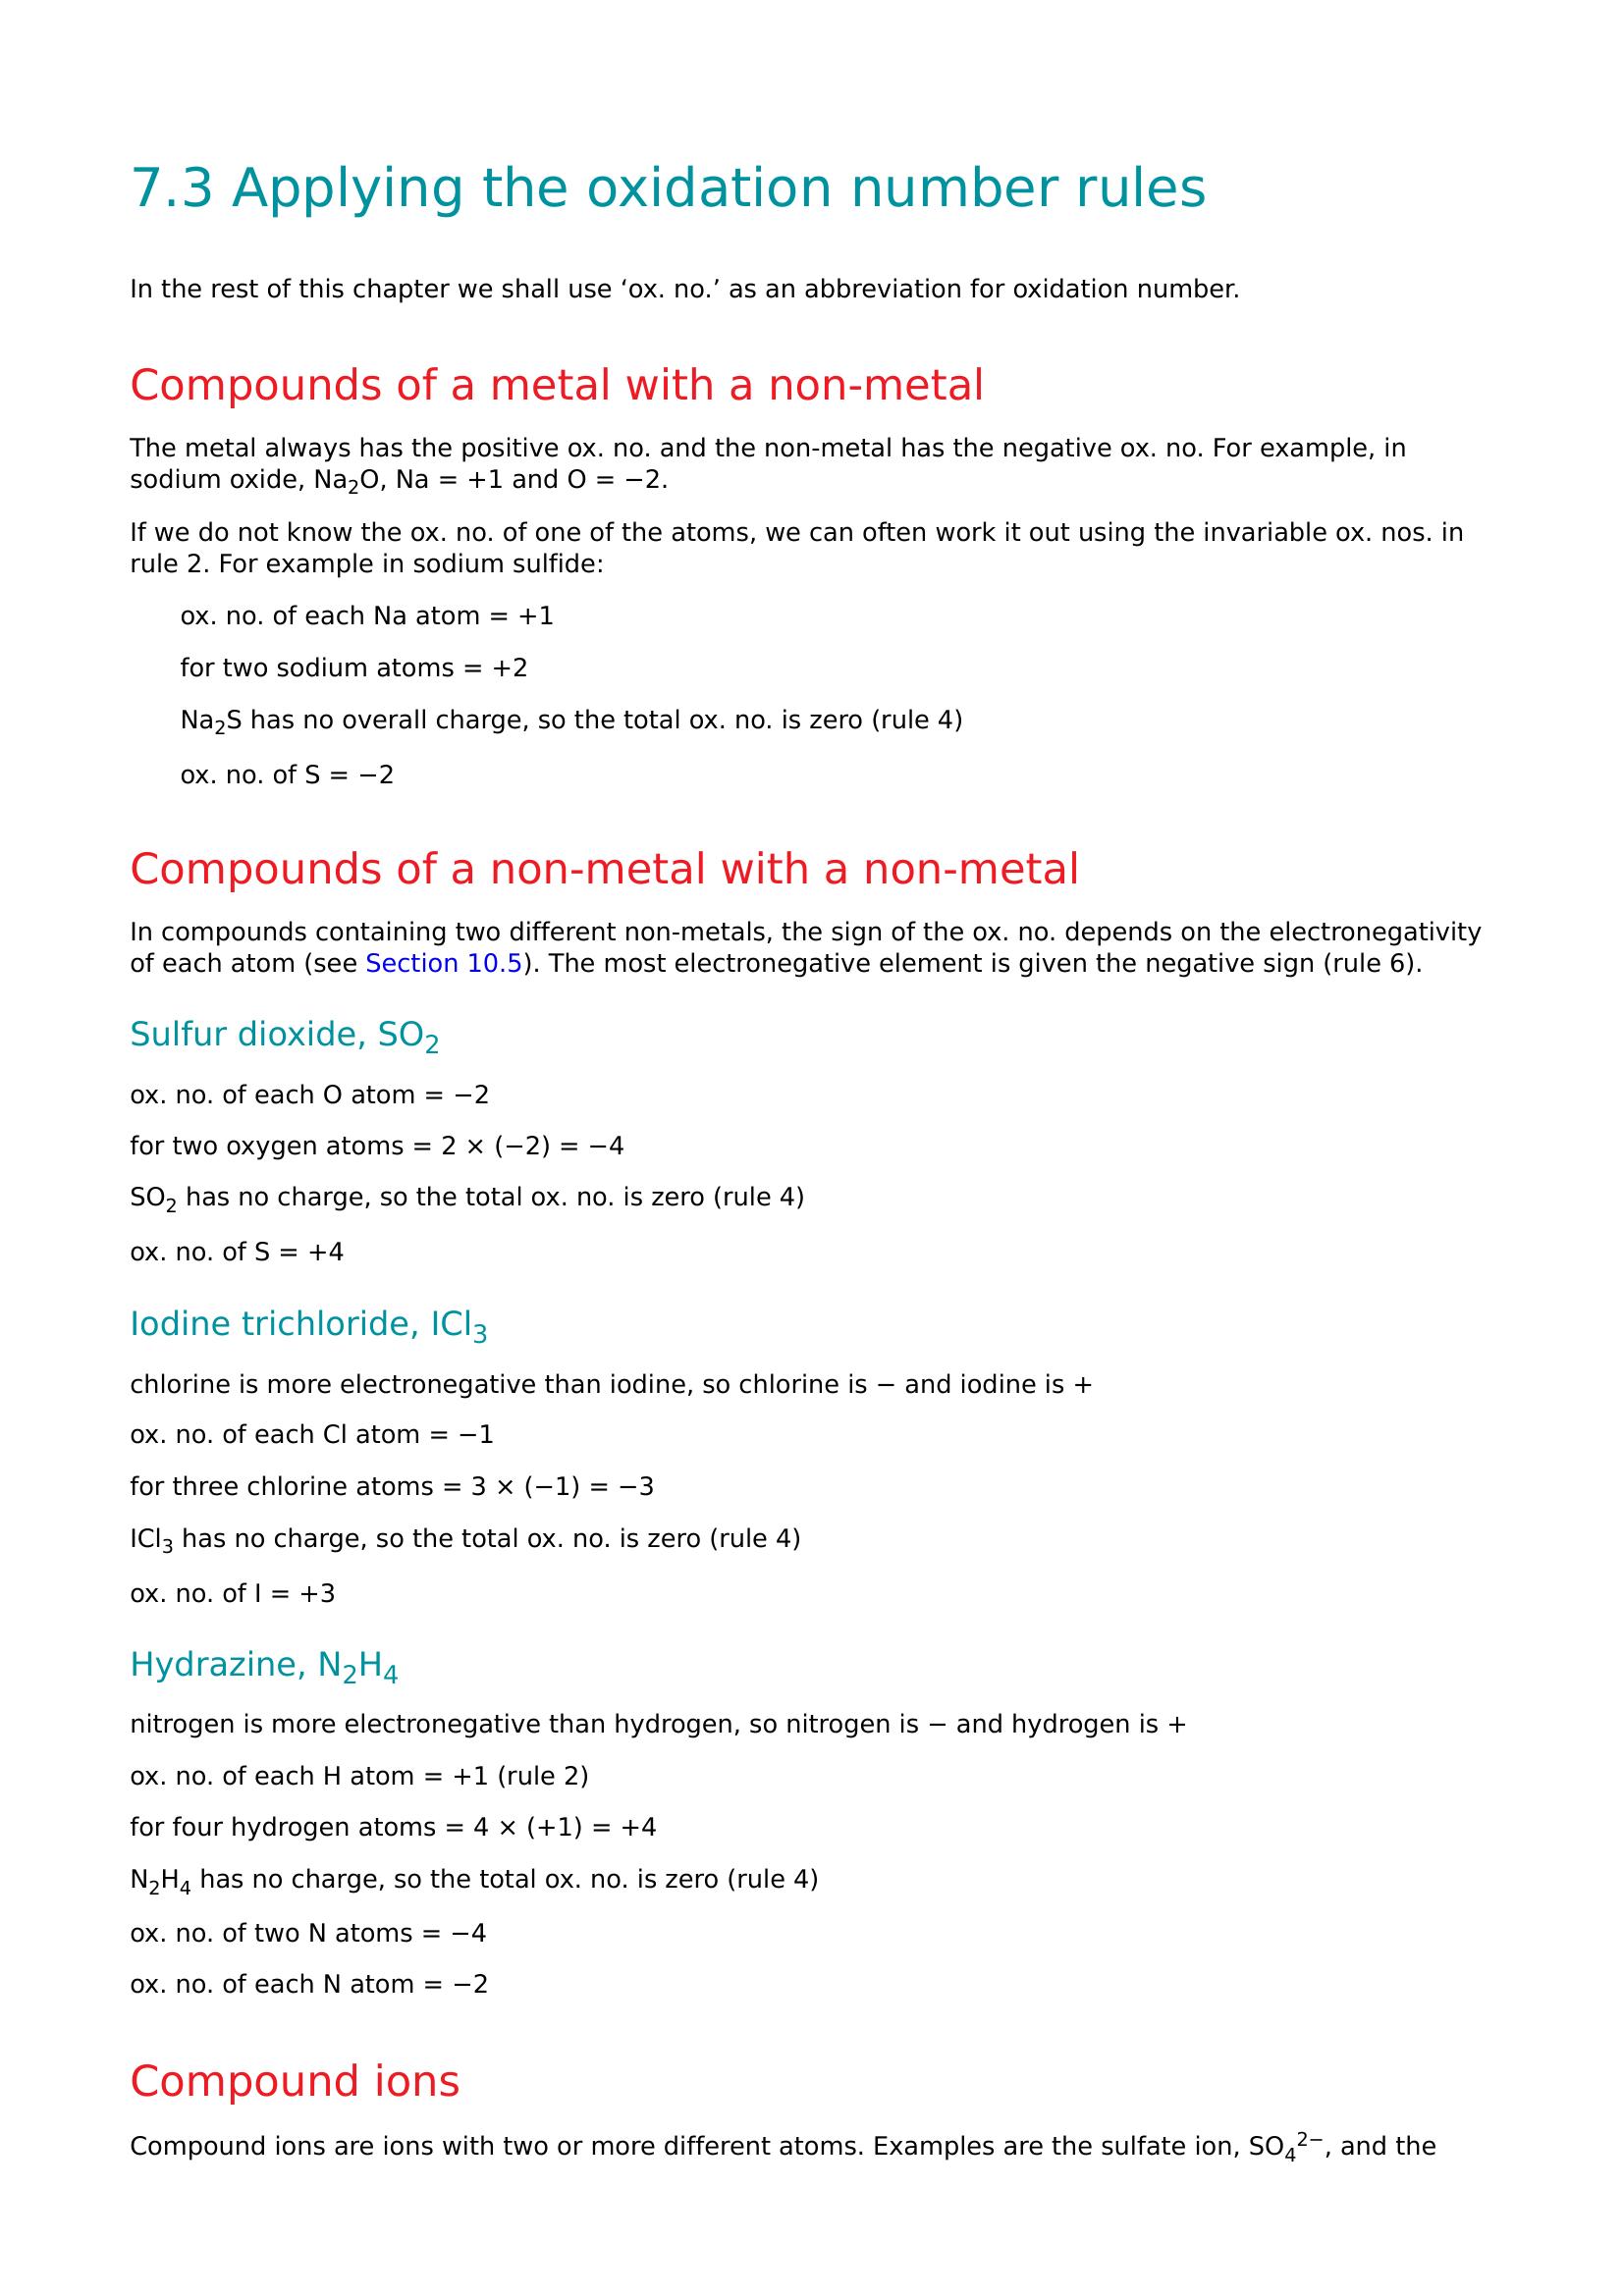 7.3 Applying the oxidation number rules
In the rest of this chapter we shall use ‘ox. no.’ as an abbreviation for oxidation number.
Compounds of a metal with a non-metal
The metal always has the positive ox. no. and the non-metal has the negative ox. no. For example, in
sodium oxide, Na₂O, Na = +1 and O = −2.
If we do not know the ox. no. of one of the atoms, we can often work it out using the invariable ox. nos. in
rule 2. For example in sodium sulfide:
ox. no. of each Na atom = +1
for two sodium atoms = +2
Na₂S has no overall charge, so the total ox. no. is zero (rule 4)
ox. no. of S = −2
Compounds of a non-metal with a non-metal
In compounds containing two different non-metals, the sign of the ox. no. depends on the electronegativity
of each atom (see Section 10.5). The most electronegative element is given the negative sign (rule 6).
Sulfur dioxide, SO₂
ox. no. of each O atom = −2
for two oxygen atoms = 2 × (−2) = −4
SO₂ has no charge, so the total ox. no. is zero (rule 4)
ox. no. of S = +4
Iodine trichloride, ICl₃
chlorine is more electronegative than iodine, so chlorine is − and iodine is +
ox. no. of each Cl atom = −1
for three chlorine atoms = 3 × (−1) = −3
ICl₃ has no charge, so the total ox. no. is zero (rule 4)
ox. no. of I = +3
Hydrazine, N₂H₄
nitrogen is more electronegative than hydrogen, so nitrogen is − and hydrogen is +
ox. no. of each H atom = +1 (rule 2)
for four hydrogen atoms = 4 × (+1) = +4
N₂H₄ has no charge, so the total ox. no. is zero (rule 4)
ox. no. of two N atoms = −4
ox. no. of each N atom = −2
Compound ions
Compound ions are ions with two or more different atoms. Examples are the sulfate ion, SO₄²⁻, and the